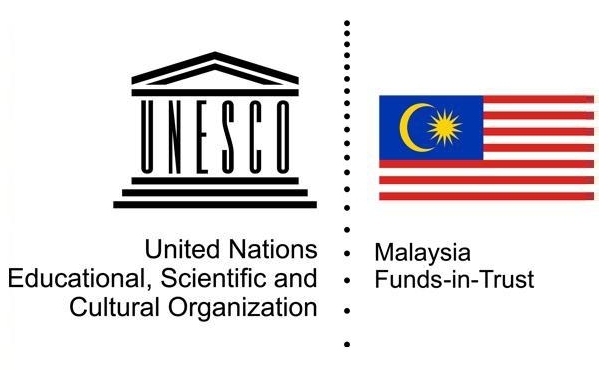 UNESCO
United Nations
Educational, Scientific and
Cultural Organization
Malaysia
Funds-in-Trust